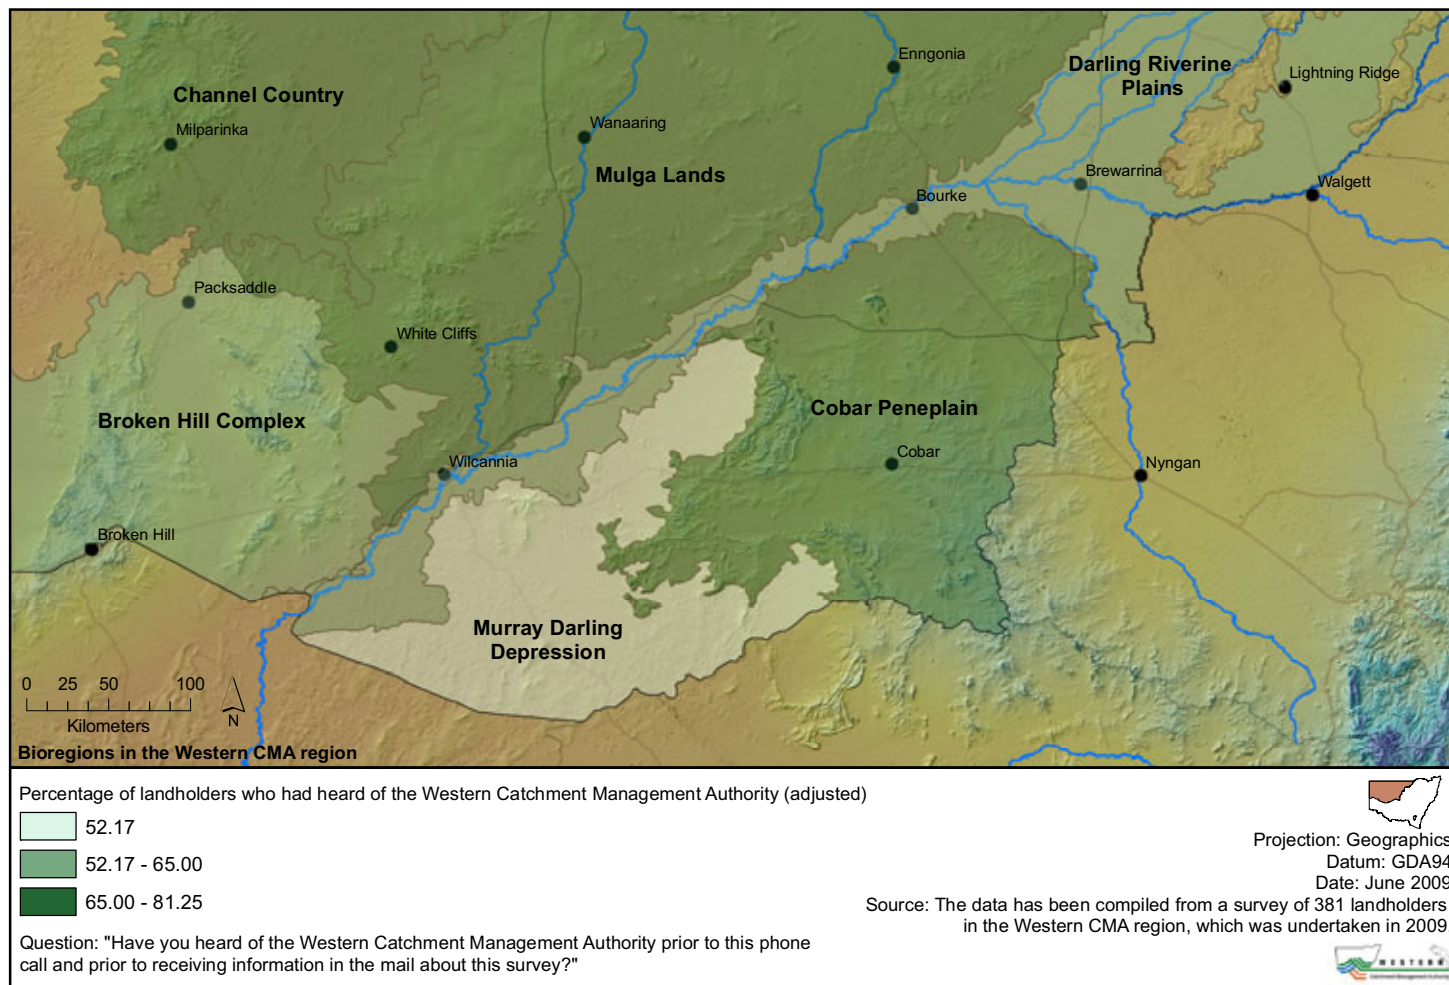 Enngonia
Darling Riverine
Plains
Lightning Ridge
Channel Country
Milparinka
Wanaaring
Mulga Lands
Brewarrina
Walgett
Bourke
Packsaddle
White Cliffs
Broken Hill Complex
Cobar Peneplain
Wilcannia
Cobar
Nyngan
Broken Hill
Murray Darling
Depression
0 25 50 100
Kilometers
N
Bioregions in the Western CMA region
Percentage of landholders who had heard of the Western Catchment Management Authority (adjusted)
52.17
52.17 - 65.00
65.00 - 81.25
Question: "Have you heard of the Western Catchment Management Authority prior to this phone
call and prior to receiving information in the mail about this survey?"
Projection: Geographics
Datum: GDA94
Date: June 2009
Source: The data has been compiled from a survey of 381 landholders
in the Western CMA region, which was undertaken in 2009.
WESTERN
Catchment Management Authority